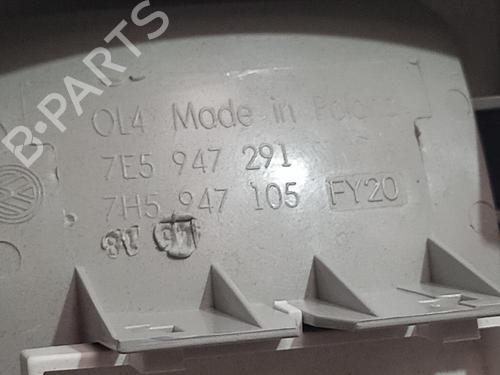 OL4 Made in Poland
7E5 947 291
7H5 947 105 FY20
B-PARTS